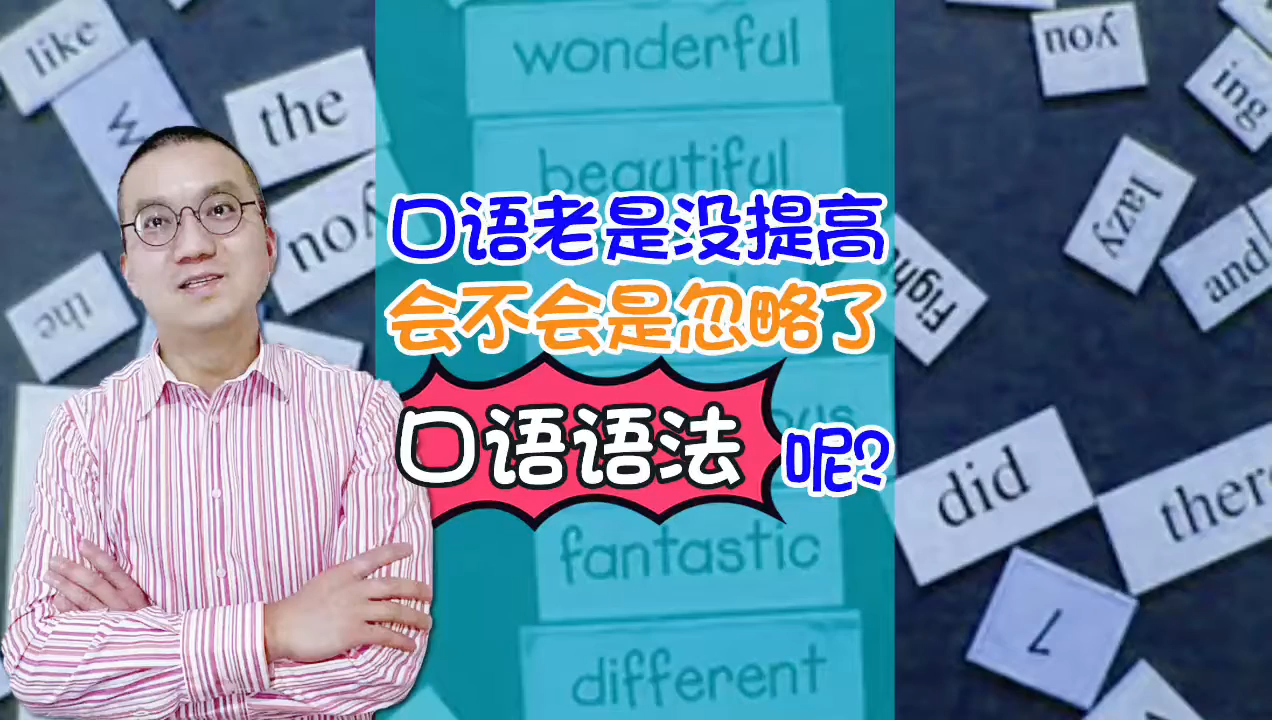 like
the
you
the
wonderful
beautiful
口语老是没提高
会不会是忽略了
口语语法
呢?
fantastic
different
you
ing
lazy
and
did